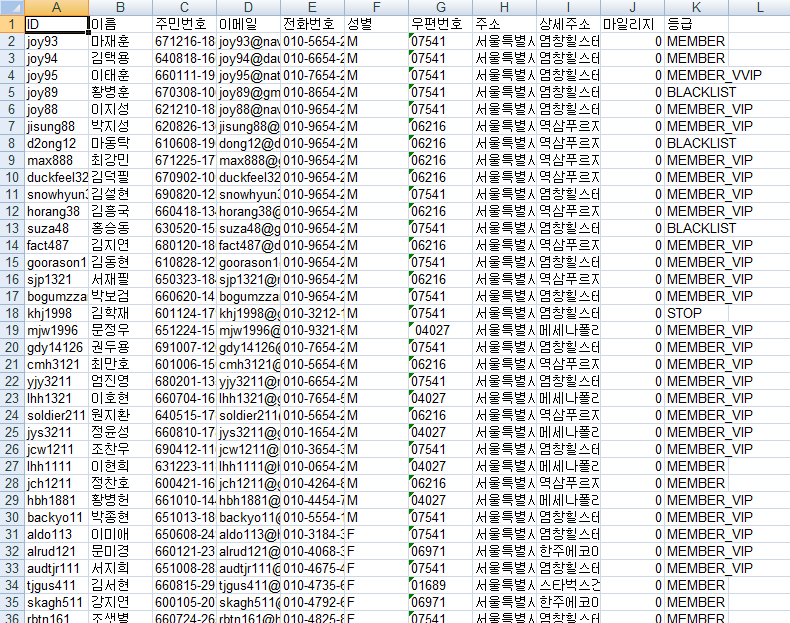 A B C D E F G H I J K L
1 ID 이름 주민번호 이메일 전화번호 성별 우편번호 주소 상세주소 마일리지 등급
2 joy93 마재훈 671216-18 joy93@nav 010-5654-2 M 07541 서울특별시 염창힐스테 0 MEMBER
3 joy94 김택용 640818-16 joy94@dau 010-6654-2 M 07541 서울특별시 염창힐스테 0 MEMBER
4 joy95 이태훈 660111-19 joy95@nat 010-7654-2 M 07541 서울특별시 염창힐스테 0 MEMBER_VVIP
5 joy89 황병훈 670308-10 joy89@gm 010-8654-2 M 07541 서울특별시 염창힐스테 0 BLACKLIST
6 joy88 이지성 621210-18 joy88@nav 010-9654-2 M 07541 서울특별시 염창힐스테 0 MEMBER_VIP
7 jisung88 박지성 620826-13 jisung88@ 010-9654-2 M 06216 서울특별시 역삼푸르지 0 MEMBER_VIP
8 d2ong12 마동탁 610608-19 dong12@d 010-9654-2 M 06216 서울특별시 역삼푸르지 0 BLACKLIST
9 max888 최강민 671225-17 max888@ 010-9654-2 M 06216 서울특별시 역삼푸르지 0 MEMBER_VIP
10 duckfeel32 김덕필 670902-10 duckfeel32 010-9654-2 M 06216 서울특별시 역삼푸르지 0 MEMBER_VIP
11 snowhyun3 김설현 690820-12 snowhyun3 010-9654-2 M 07541 서울특별시 염창힐스테 0 MEMBER_VIP
12 horang38 김흥국 660418-13 horang38@ 010-9654-2 M 06216 서울특별시 역삼푸르지 0 MEMBER_VIP
13 suza48 홍승동 630520-15 suza48@g 010-9654-2 M 07541 서울특별시 염창힐스테 0 BLACKLIST
14 fact487 김지연 680120-18 fact487@d 010-9654-2 M 06216 서울특별시 역삼푸르지 0 MEMBER_VIP
15 goorason1 김동현 610828-12 goorason1 010-9654-2 M 07541 서울특별시 염창힐스테 0 MEMBER_VIP
16 sjp1321 서재필 650323-18 sjp1321@n 010-9654-2 M 06216 서울특별시 역삼푸르지 0 MEMBER_VIP
17 bogumzza 박보검 660620-14 bogumzza 010-9654-2 M 07541 서울특별시 염창힐스테 0 MEMBER_VIP
18 khj1998 김학재 601124-17 khj1998@g 010-3212-1 M 07541 서울특별시 염창힐스테 0 STOP
19 mjw1996 문정우 651224-15 mjw1996@ 010-9321-8 M 04027 서울특별시 메세나폴리 0 MEMBER_VIP
20 gdy14126 권두용 691007-12 gdy14126@ 010-7654-2 M 07541 서울특별시 염창힐스테 0 MEMBER_VIP
21 cmh3121 최만호 601006-15 cmh3121@ 010-5654-2 M 06216 서울특별시 역삼푸르지 0 MEMBER_VIP
22 yjy3211 엄진영 680201-13 yjy3211@n 010-6654-2 M 07541 서울특별시 염창힐스테 0 MEMBER_VIP
23 lhh1321 이호현 660704-16 lhh1321@g 010-7654-5 M 04027 서울특별시 메세나폴리 0 MEMBER_VIP
24 soldier211 원지환 640515-17 soldier211 010-5654-2 M 06216 서울특별시 역삼푸르지 0 MEMBER_VIP
25 jys3211 정윤성 660810-17 jys3211@g 010-1654-2 M 04027 서울특별시 메세나폴리 0 MEMBER_VIP
26 jcw1211 조찬우 690412-11 jcw1211@ 010-3654-3 M 07541 서울특별시 염창힐스테 0 MEMBER_VIP
27 lhh1111 이현희 631223-11 lhh1111@h 010-0654-2 M 04027 서울특별시 메세나폴리 0 MEMBER
28 jch1211 정찬호 600421-16 jch1211@g 010-4264-8 M 06216 서울특별시 역삼푸르지 0 MEMBER
29 hbh1881 황병헌 661010-14 hbh1881@ 010-4454-7 M 04027 서울특별시 메세나폴리 0 MEMBER_VIP
30 backyo11 박종현 651013-18 backyo11@ 010-5554-1 M 07541 서울특별시 염창힐스테 0 MEMBER_VIP
31 aldo113 이미애 650608-24 aldo113@h 010-3184-3 F 07541 서울특별시 염창힐스테 0 MEMBER_VIP
32 alrud121 문미경 660121-23 alrud121@ 010-4068-3 F 06971 서울특별시 한주에코이 0 MEMBER_VIP
33 audtjr111 서지희 651008-28 audtjr111@ 010-4675-4 F 07541 서울특별시 염창힐스테 0 MEMBER_VIP
34 tjgus411 김서현 660815-29 tjgus411@ 010-4735-6 F 01689 서울특별시 스타벅스건 0 MEMBER
35 skagh511 강지연 600105-20 skagh511@ 010-4792-6 F 06971 서울특별시 한주에코이 0 MEMBER
36 rbtn161 조샛별 660724-26 rbtn161@h 010-4825-8 F 07541 서울특별시 염창힐스테 0 MEMBER